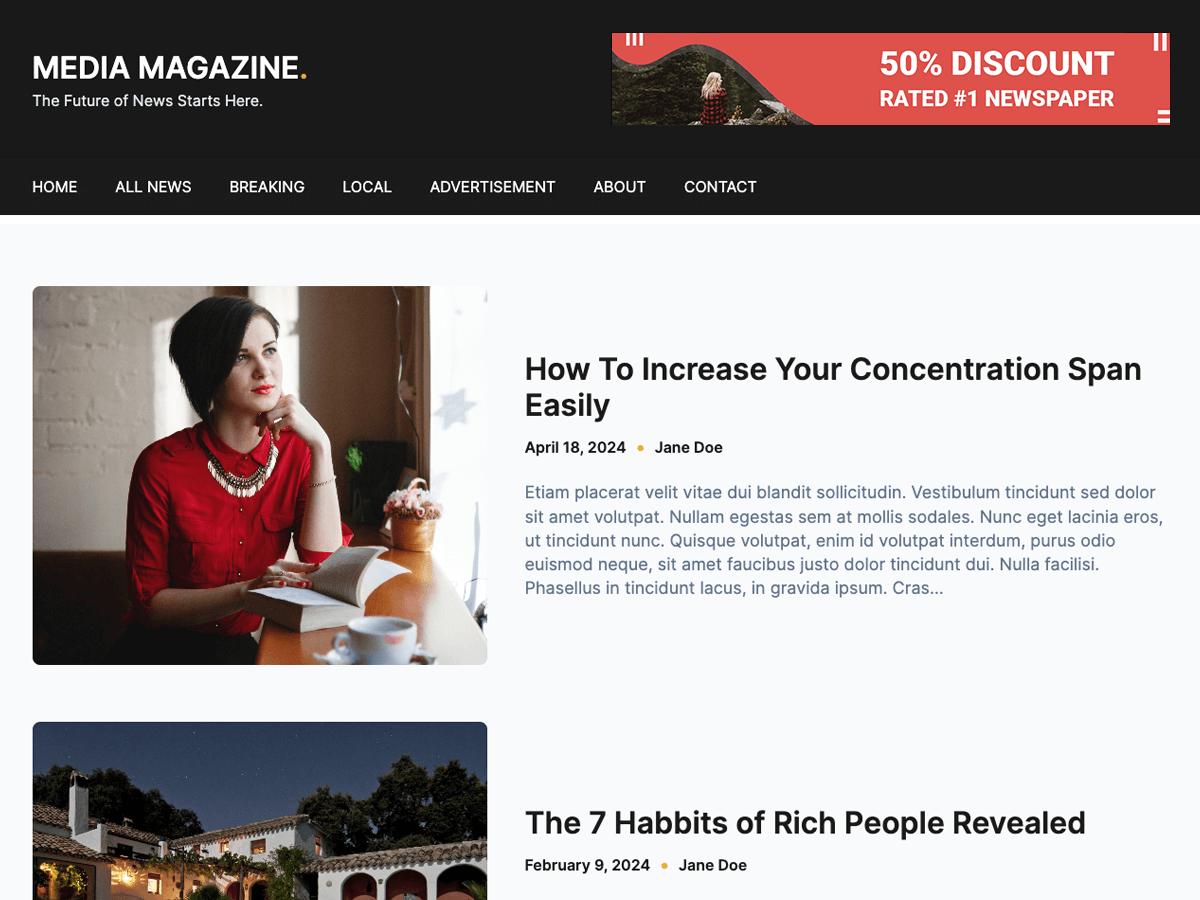 MEDIA MAGAZINE.
The Future of News Starts Here.
50% DISCOUNT
RATED #1 NEWSPAPER
HOME ALL NEWS BREAKING LOCAL ADVERTISEMENT ABOUT CONTACT
How To Increase Your Concentration Span
Easily
April 18, 2024 • Jane Doe
Etiam placerat velit vitae dui blandit sollicitudin. Vestibulum tincidunt sed dolor
sit amet volutpat. Nullam egestas sem at mollis sodales. Nunc eget lacinia eros,
ut tincidunt nunc. Quisque volutpat, enim id volutpat interdum, purus odio
euismod neque, sit amet faucibus justo dolor tincidunt dui. Nulla facilisi.
Phasellus in tincidunt lacus, in gravida ipsum. Cras...
The 7 Habbits of Rich People Revealed
February 9, 2024 • Jane Doe